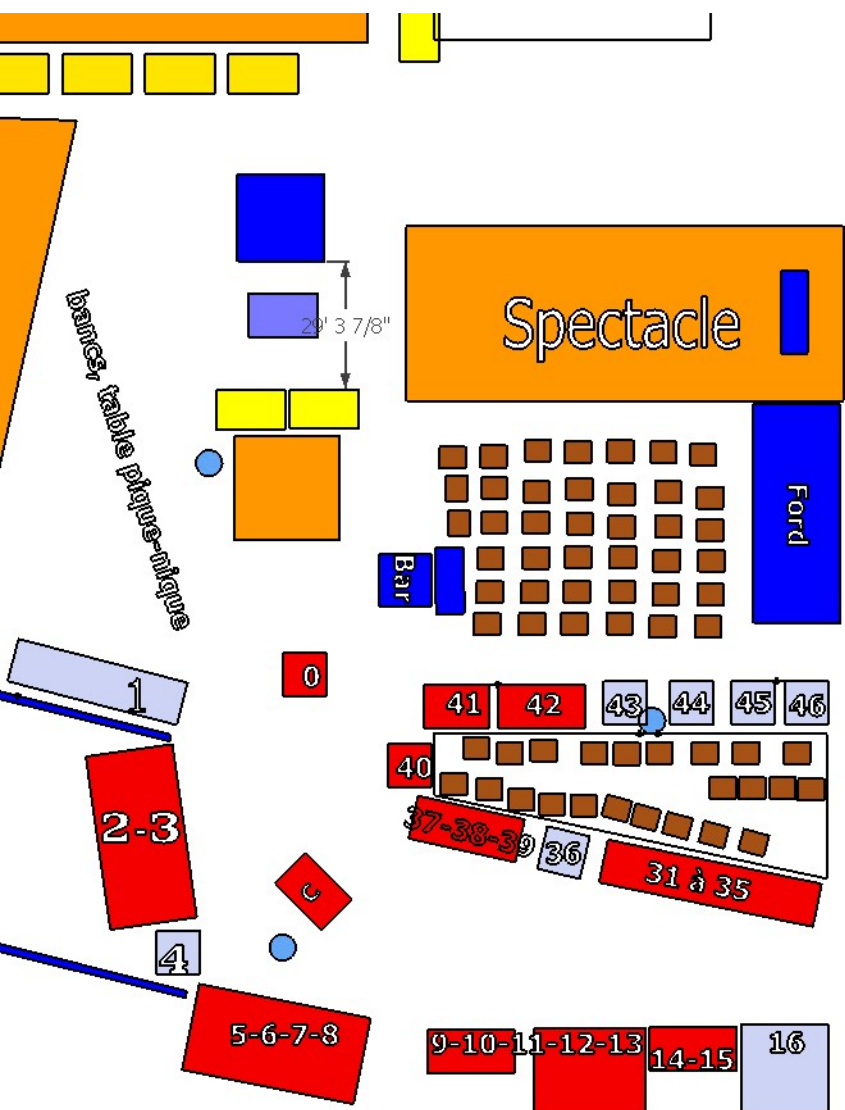 29' 3 7/8"
Spectacle
bancs, table pique-nique
Ford
Bar
0
1
41
42
43
44
45
46
40
2-3
37-38-39
36
31 à 35
c
4
5-6-7-8
9-10-11-12-13
14-15
16